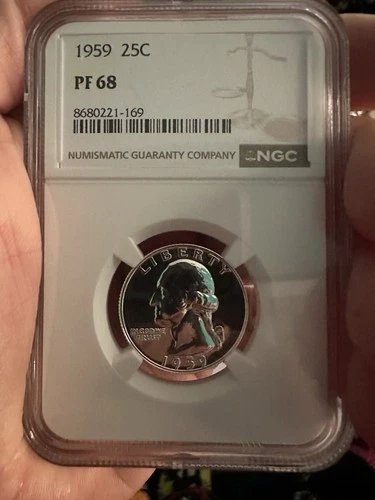 1959 25C
PF 68
8680221-169
NUMISMATIC GUARANTY COMPANY NGC
LIBERTY
IN GOD WE
TRUST
1959